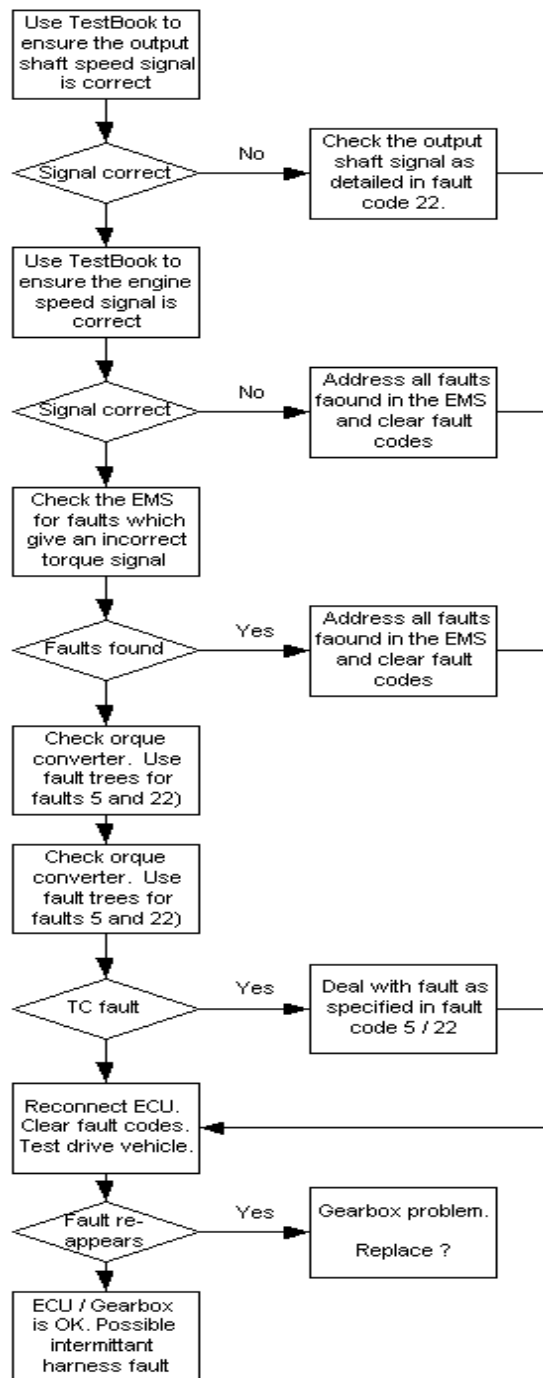 Use TestBook to
ensure the output
shaft speed signal
is correct
Signal correct
No
Check the output
shaft signal as
detailed in fault
code 22.
Use TestBook to
ensure the engine
speed signal is
correct
Signal correct
No
Address all faults
faound in the EMS
and clear fault
codes
Check the EMS
for faults which
give an incorrect
torque signal
Faults found
Yes
Address all faults
faound in the EMS
and clear fault
codes
Check orque
converter. Use
fault trees for
faults 5 and 22)
Check orque
converter. Use
fault trees for
faults 5 and 22)
TC fault
Yes
Deal with fault as
specified in fault
code 5 / 22
Reconnect ECU.
Clear fault codes.
Test drive vehicle.
Fault re-
appears
Yes
Gearbox problem.
Replace ?
ECU / Gearbox
is OK. Possible
intermittant
harness fault